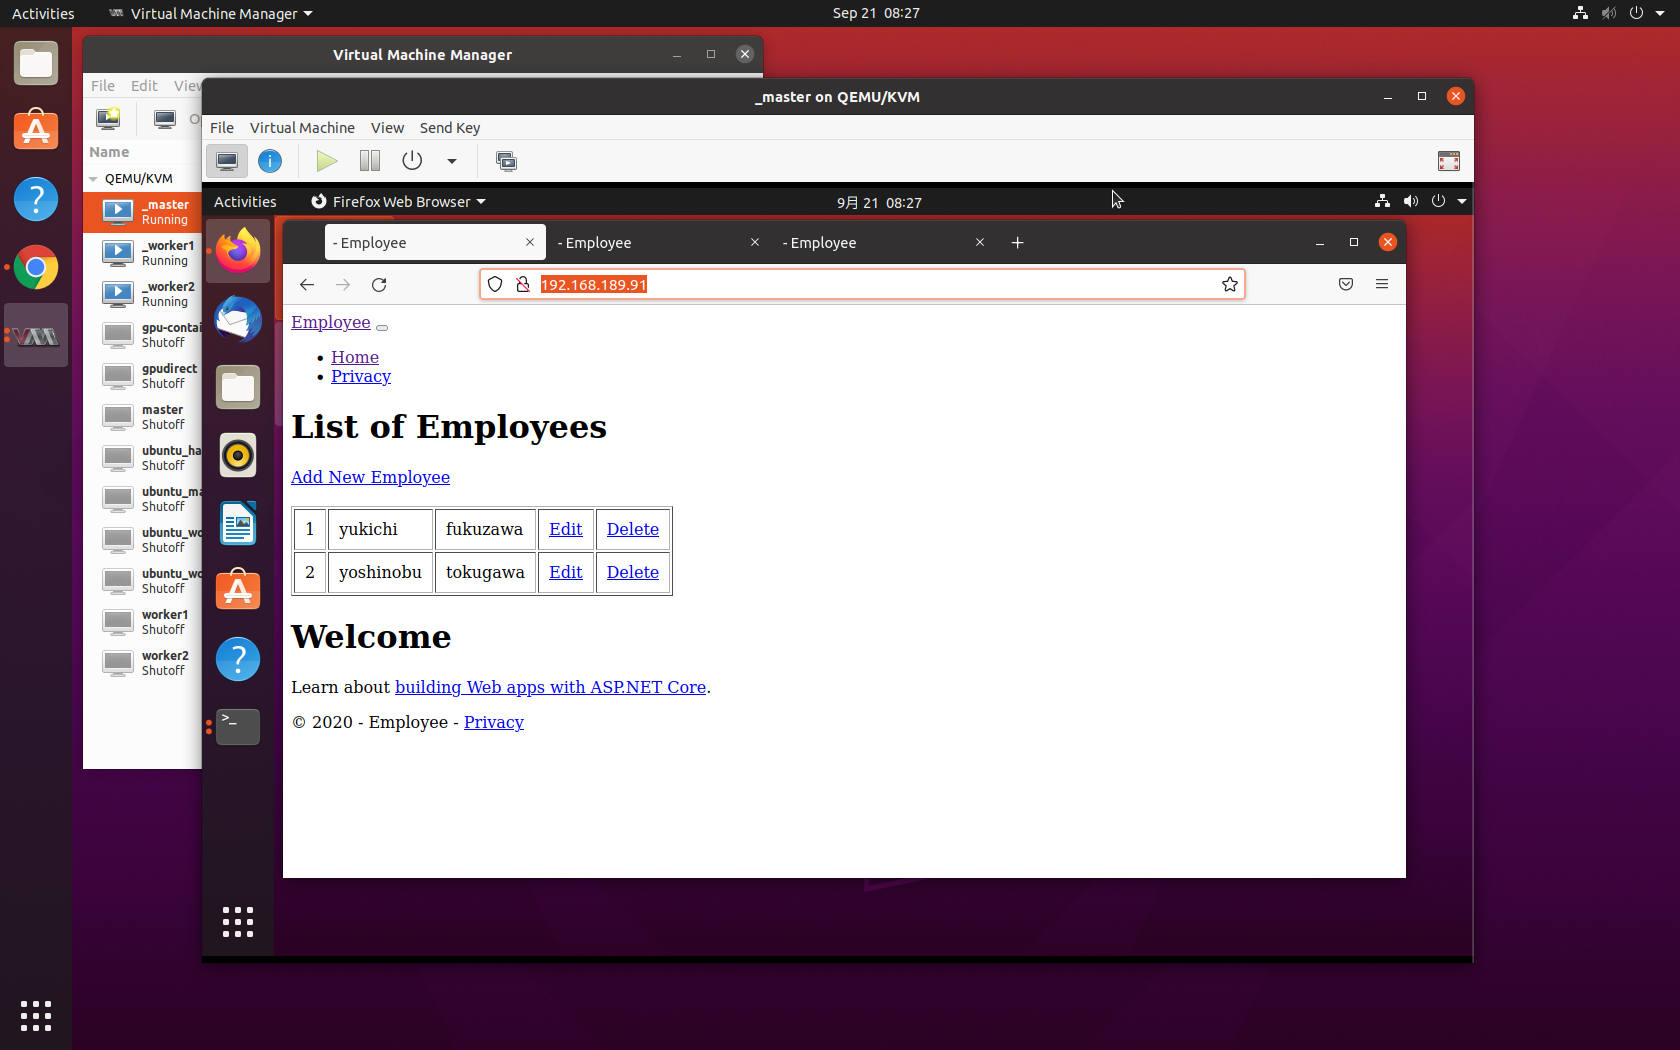 Activities Virtual Machine Manager Sep 21 08:27
Virtual Machine Manager
File Edit View
Name
QEMU/KVM
_master
Running
_worker1
Running
_worker2
Running
gpu-contai
Shutoff
gpudirect
Shutoff
master
Shutoff
ubuntu_ha
Shutoff
ubuntu_ma
Shutoff
ubuntu_wo
Shutoff
ubuntu_wo
Shutoff
worker1
Shutoff
worker2
Shutoff
_master on QEMU/KVM
File Virtual Machine View Send Key
Activities Firefox Web Browser 9月 21 08:27
- Employee - Employee - Employee
192.168.189.91
Employee
• Home
• Privacy
List of Employees
Add New Employee
1 yukichi fukuzawa Edit Delete
2 yoshinobu tokugawa Edit Delete
Welcome
Learn about building Web apps with ASP.NET Core.
© 2020 - Employee - Privacy